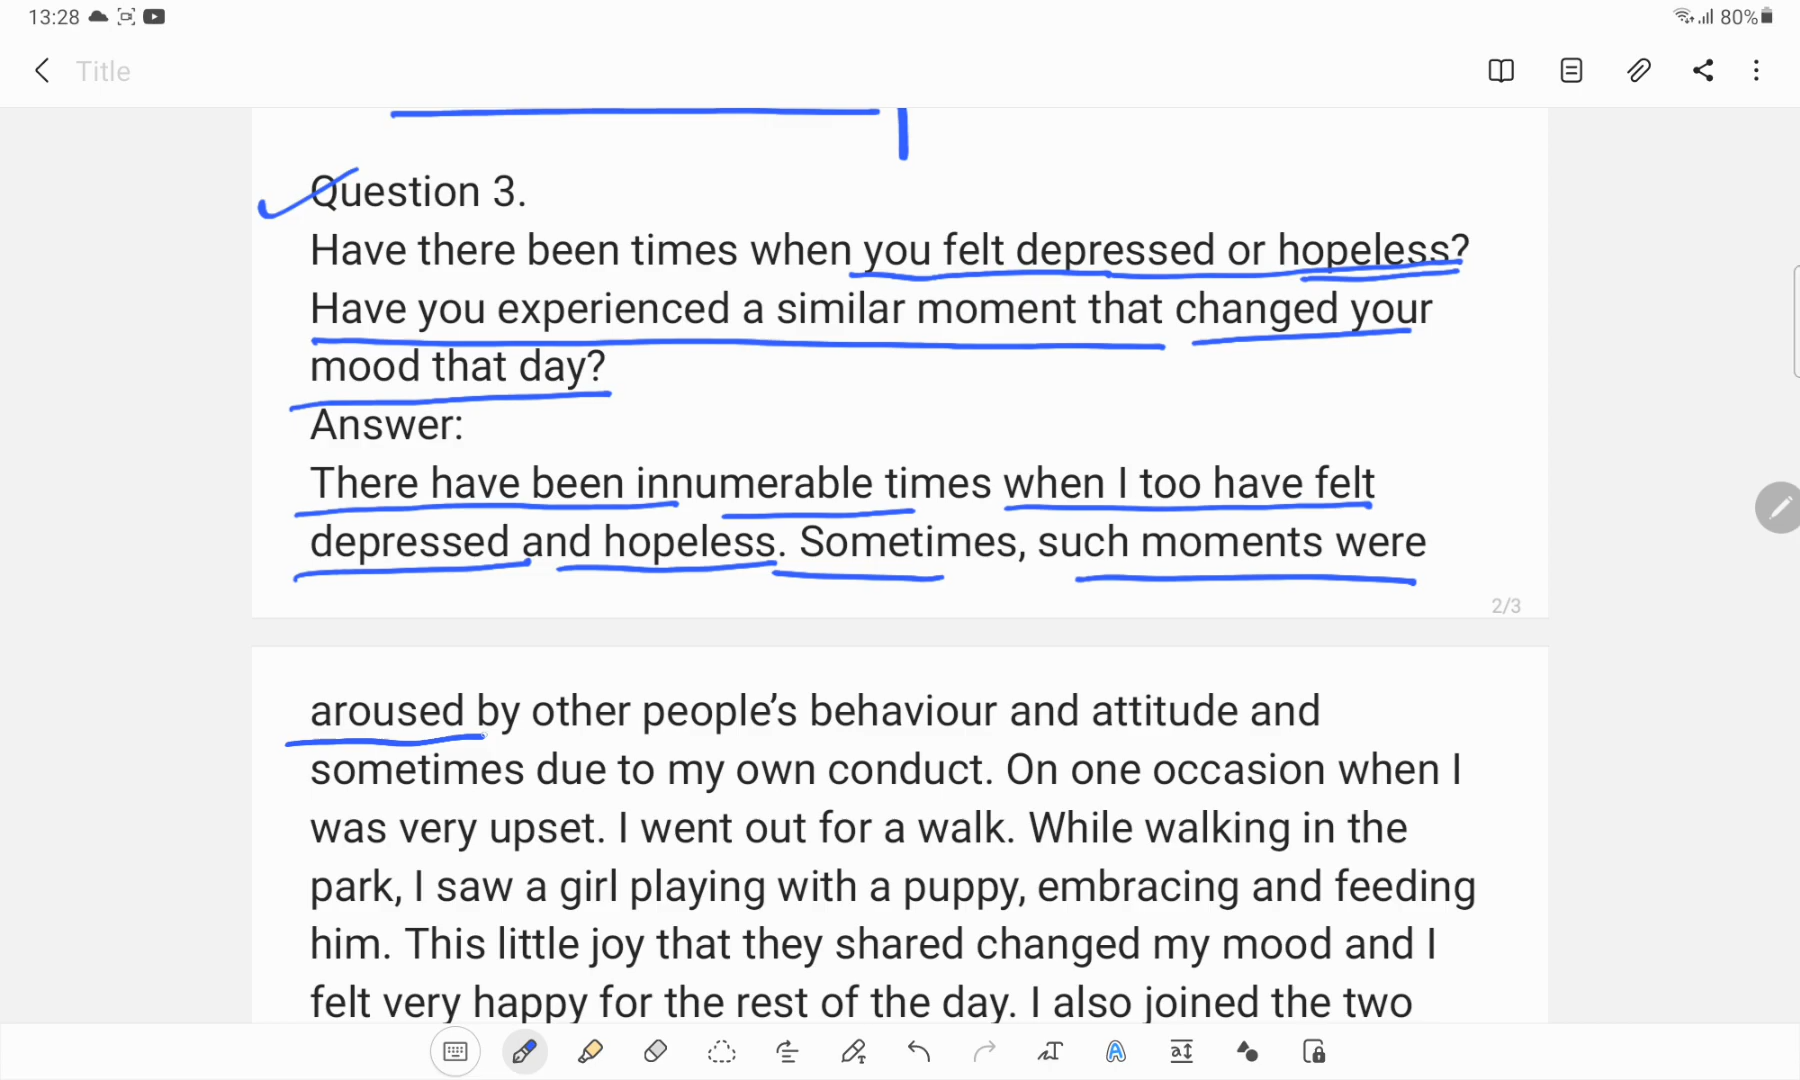 13:28
80%
Title
Question 3.
Have there been times when you felt depressed or hopeless?
Have you experienced a similar moment that changed your
mood that day?
Answer:
There have been innumerable times when I too have felt
depressed and hopeless. Sometimes, such moments were
2/3
aroused by other people’s behaviour and attitude and
sometimes due to my own conduct. On one occasion when I
was very upset. I went out for a walk. While walking in the
park, I saw a girl playing with a puppy, embracing and feeding
him. This little joy that they shared changed my mood and I
felt very happy for the rest of the day. I also joined the two